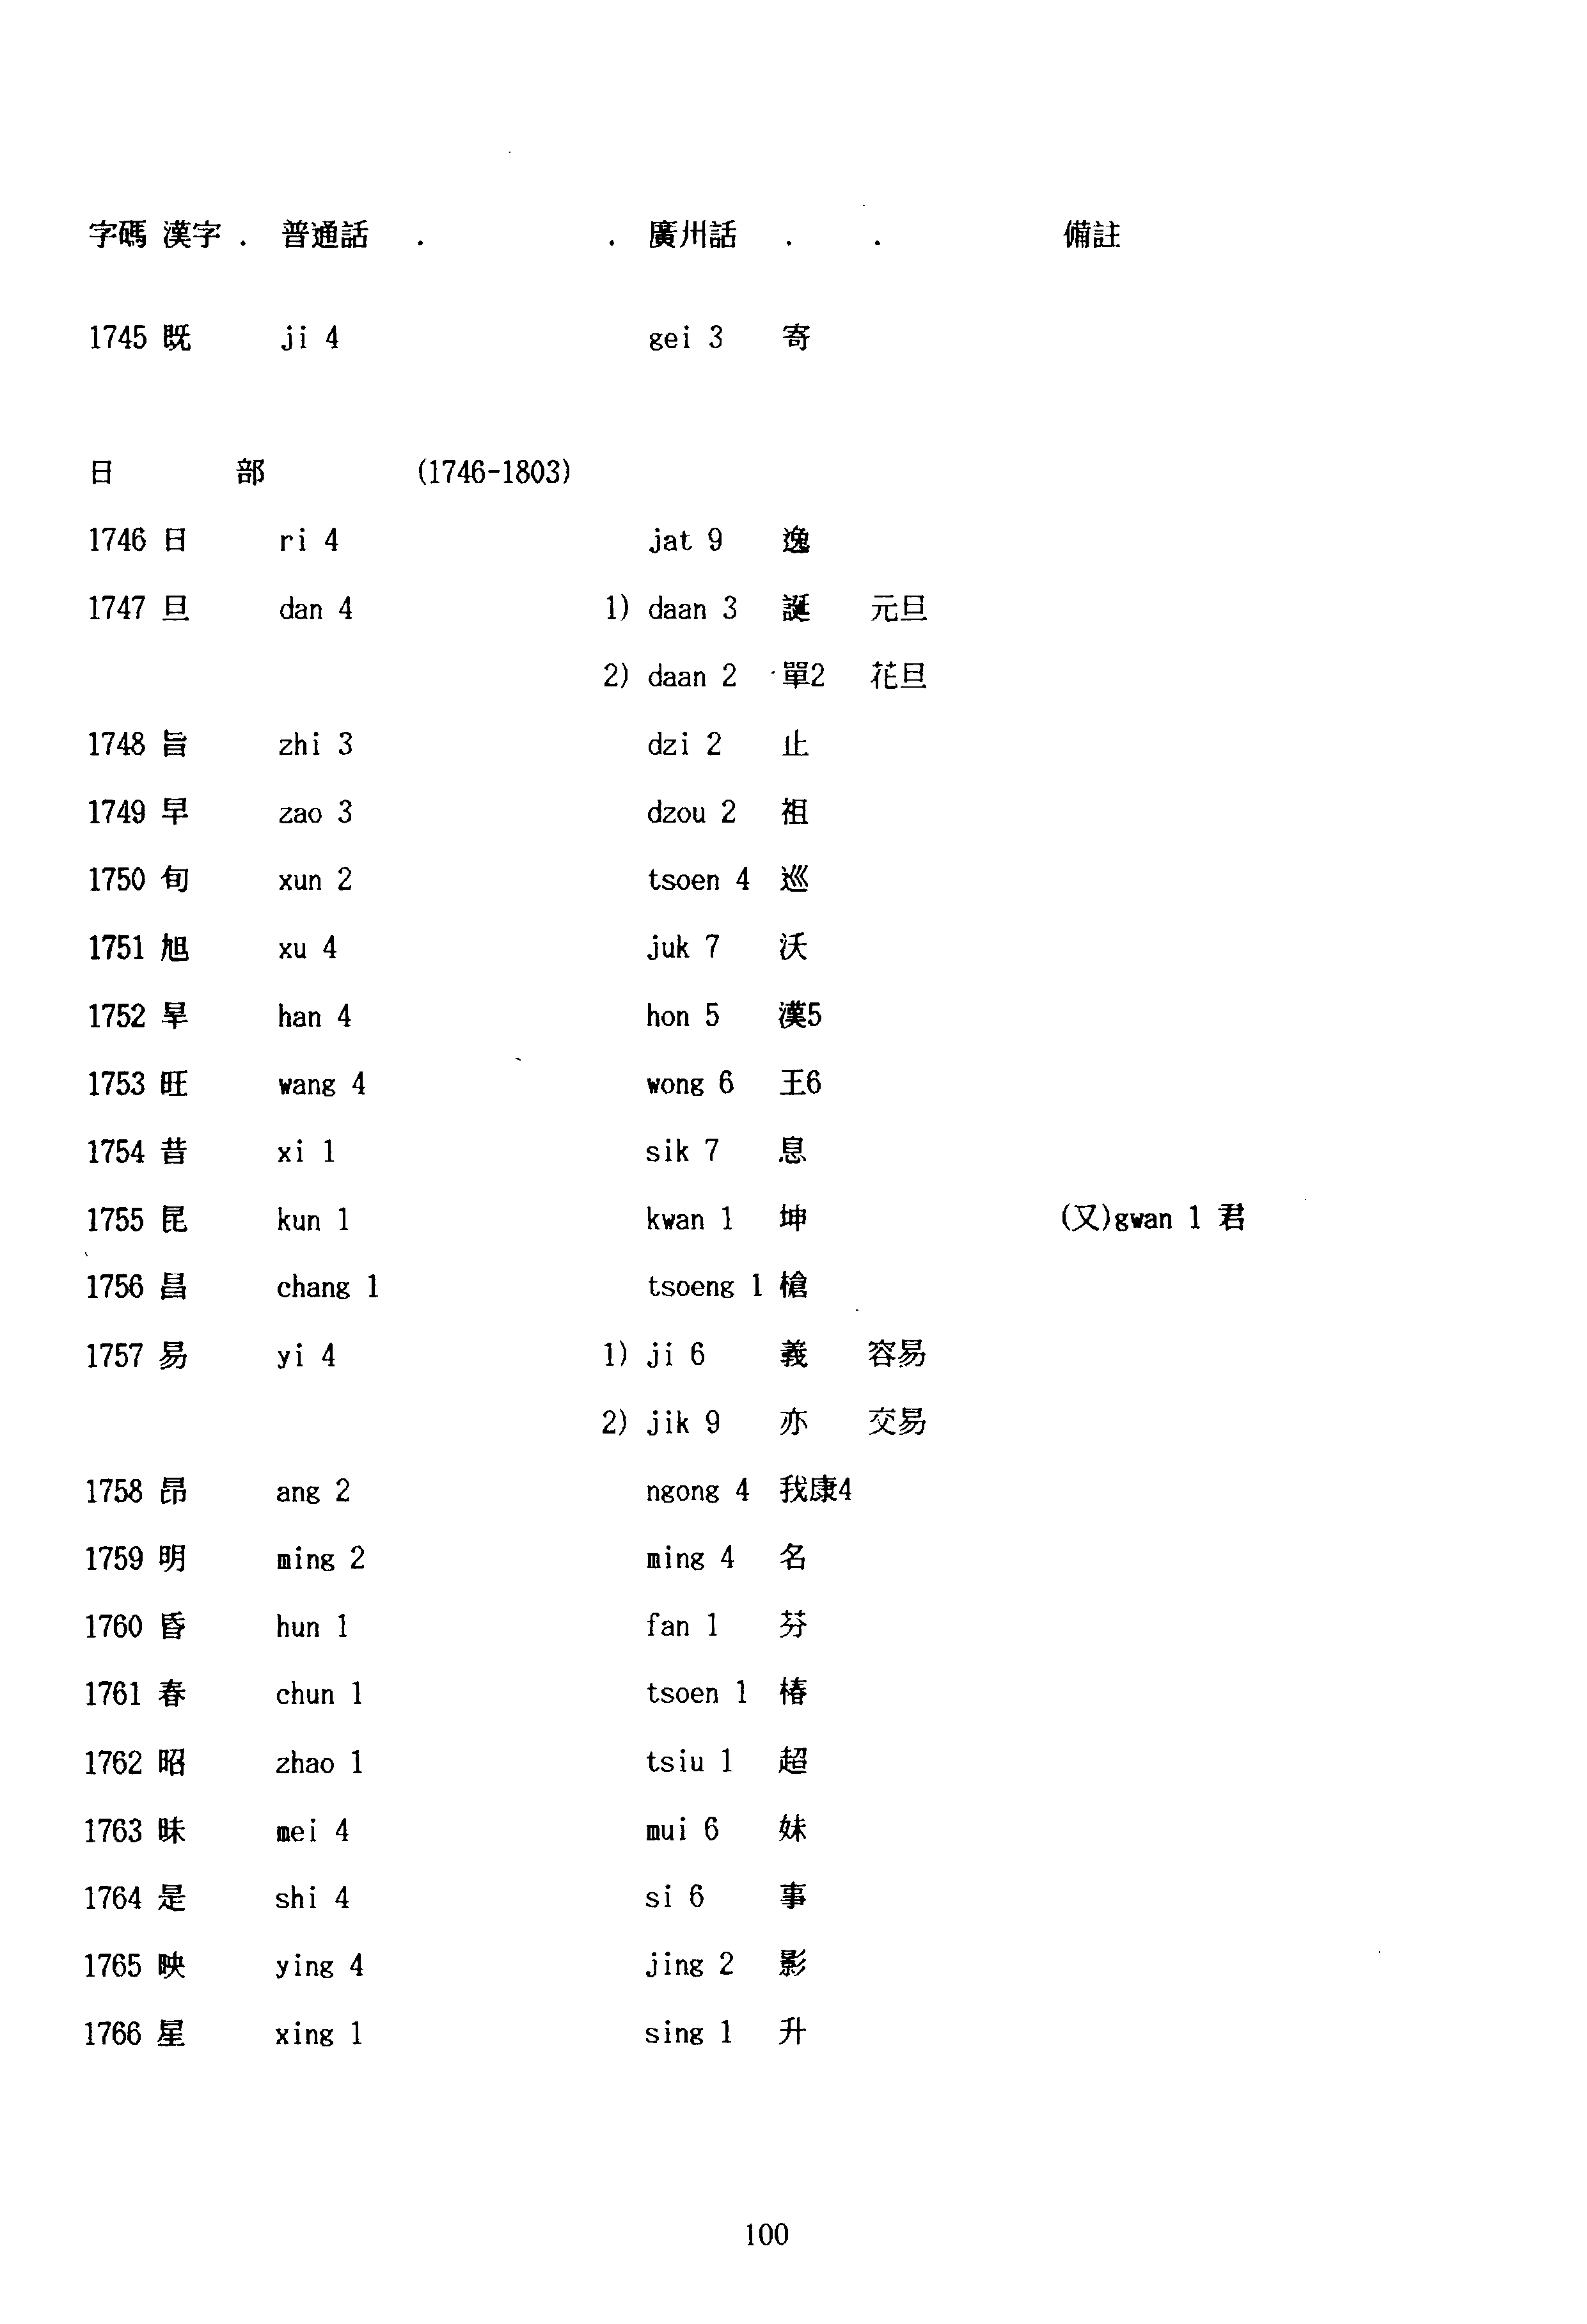 字碼 漢字 . 普通話 . . 廣州話 . . 備註
1745 既 ji 4 gei 3 寄
日 部 (1746-1803)
1746 日 ri 4 jat 9 逸
1747 旦 dan 4 1) daan 3 誕 元旦
2) daan 2 單2 花旦
1748 旨 zhi 3 dzi 2 止
1749 早 zao 3 dzou 2 祖
1750 旬 xun 2 tsoen 4 巡
1751 旭 xu 4 juk 7 沃
1752 旱 han 4 hon 5 漢5
1753 旺 wang 4 wong 6 王6
1754 昔 xi 1 sik 7 息
1755 昆 kun 1 kwan 1 坤 (又)gwan 1 君
1756 昌 chang 1 tsoeng 1 槍
1757 易 yi 4 1) ji 6 義 容易
2) jik 9 亦 交易
1758 昂 ang 2 ngong 4 我康4
1759 明 ming 2 ming 4 名
1760 昏 hun 1 fan 1 芬
1761 春 chun 1 tsoen 1 椿
1762 昭 zhao 1 tsiu 1 超
1763 昧 mei 4 mui 6 妹
1764 是 shi 4 si 6 事
1765 映 ying 4 jing 2 影
1766 星 xing 1 sing 1 升
100